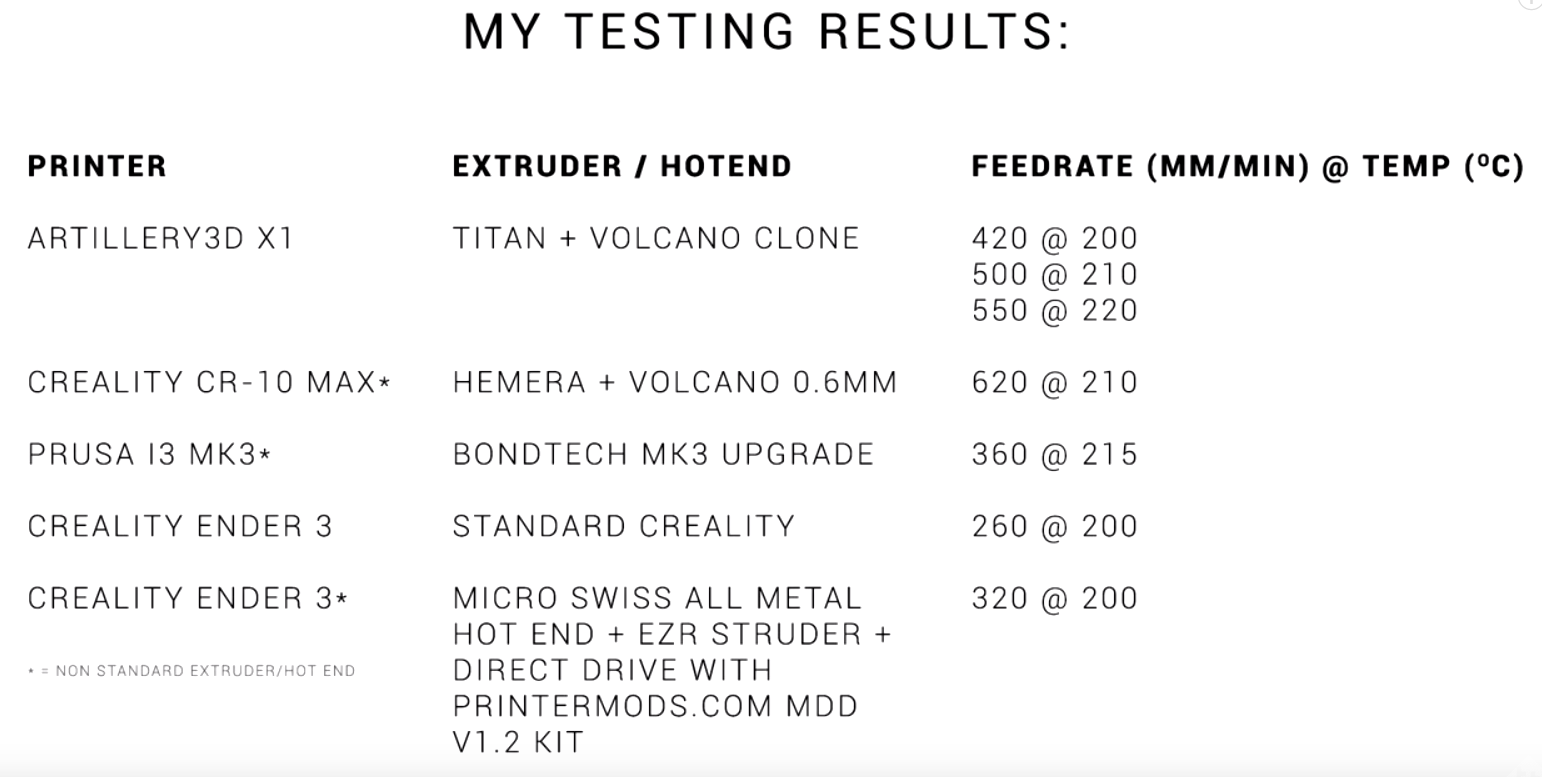 MY TESTING RESULTS:
PRINTER EXTRUDER / HOTEND FEEDRATE (MM/MIN) @ TEMP (ºC)
ARTILLERY3D X1 TITAN + VOLCANO CLONE 420 @ 200
500 @ 210
550 @ 220
CREALITY CR-10 MAX* HEMERA + VOLCANO 0.6MM 620 @ 210
PRUSA I3 MK3* BONDTECH MK3 UPGRADE 360 @ 215
CREALITY ENDER 3 STANDARD CREALITY 260 @ 200
CREALITY ENDER 3* MICRO SWISS ALL METAL 320 @ 200
HOT END + EZR STRUDER +
DIRECT DRIVE WITH
PRINTERMODS.COM MDD
V1.2 KIT
* = NON STANDARD EXTRUDER/HOT END